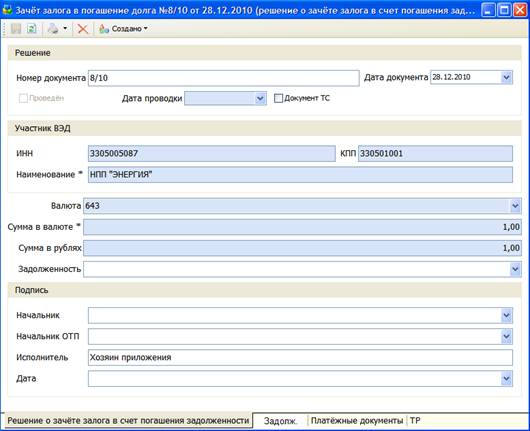 Зачёт залога в погашение долга №8/10 от 28.12.2010 (решение о зачёте залога в счет погашения зад...
Создано
Решение
Номер документа 8/10 Дата документа 28.12.2010
Проведён Дата проводки Документ ТС
Участник ВЭД
ИНН 3305005087 КПП 330501001
Наименование * НПП "ЭНЕРГИЯ"
Валюта 643
Сумма в валюте * 1,00
Сумма в рублях 1,00
Задолженность
Подпись
Начальник
Начальник ОТП
Исполнитель Хозяин приложения
Дата
Решение о зачёте залога в счет погашения задолженности Задолж. Платёжные документы ТР